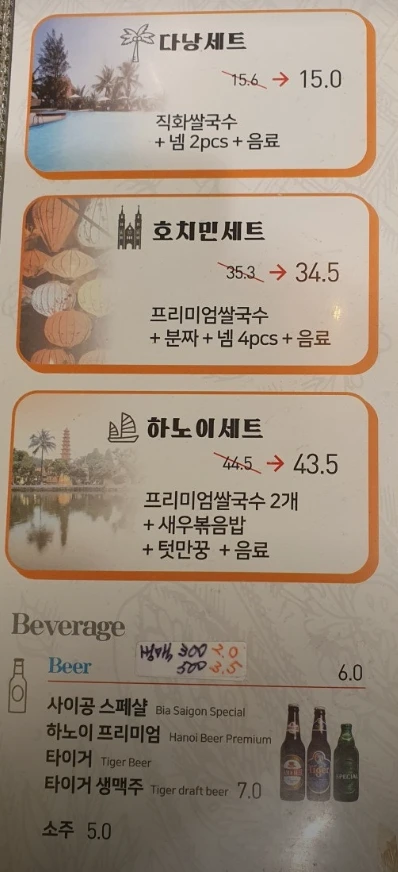 다낭세트
15.6 → 15.0
직화쌀국수
+ 넴 2pcs + 음료
호치민세트
35.3 → 34.5
프리미엄쌀국수
+ 분짜 + 넴 4pcs + 음료
하노이세트
44.5 → 43.5
프리미엄쌀국수 2개
+ 새우볶음밥
+ 텃만꿍 + 음료
Beverage
생맥 300 2.0
500 3.5
Beer 6.0
사이공 스페샬 Bia Saigon Special
하노이 프리미엄 Hanoi Beer Premium
타이거 Tiger Beer
타이거 생맥주 Tiger draft beer 7.0
소주 5.0
Tiger
SPECIAL